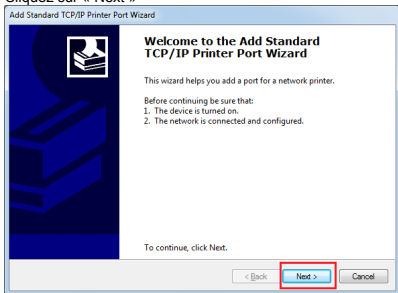 Cliquez sur « Next »
Add Standard TCP/IP Printer Port Wizard
Welcome to the Add Standard
TCP/IP Printer Port Wizard
This wizard helps you add a port for a network printer.
Before continuing be sure that:
1. The device is turned on.
2. The network is connected and configured.
To continue, click Next.
< Back Next > Cancel